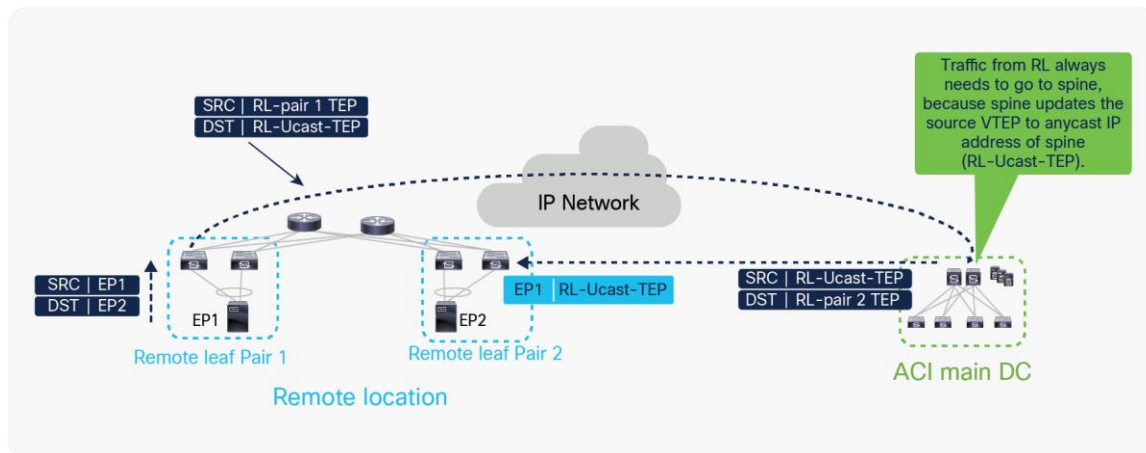 Traffic from RL always
needs to go to spine,
because spine updates the
source VTEP to anycast IP
address of spine
(RL-Ucast-TEP).
SRC | RL-pair 1 TEP
DST | RL-Ucast-TEP
IP Network
SRC | EP1
DST | EP2
EP1 | RL-Ucast-TEP
SRC | RL-Ucast-TEP
DST | RL-pair 2 TEP
EP1
EP2
Remote leaf Pair 1
Remote leaf Pair 2
ACI main DC
Remote location